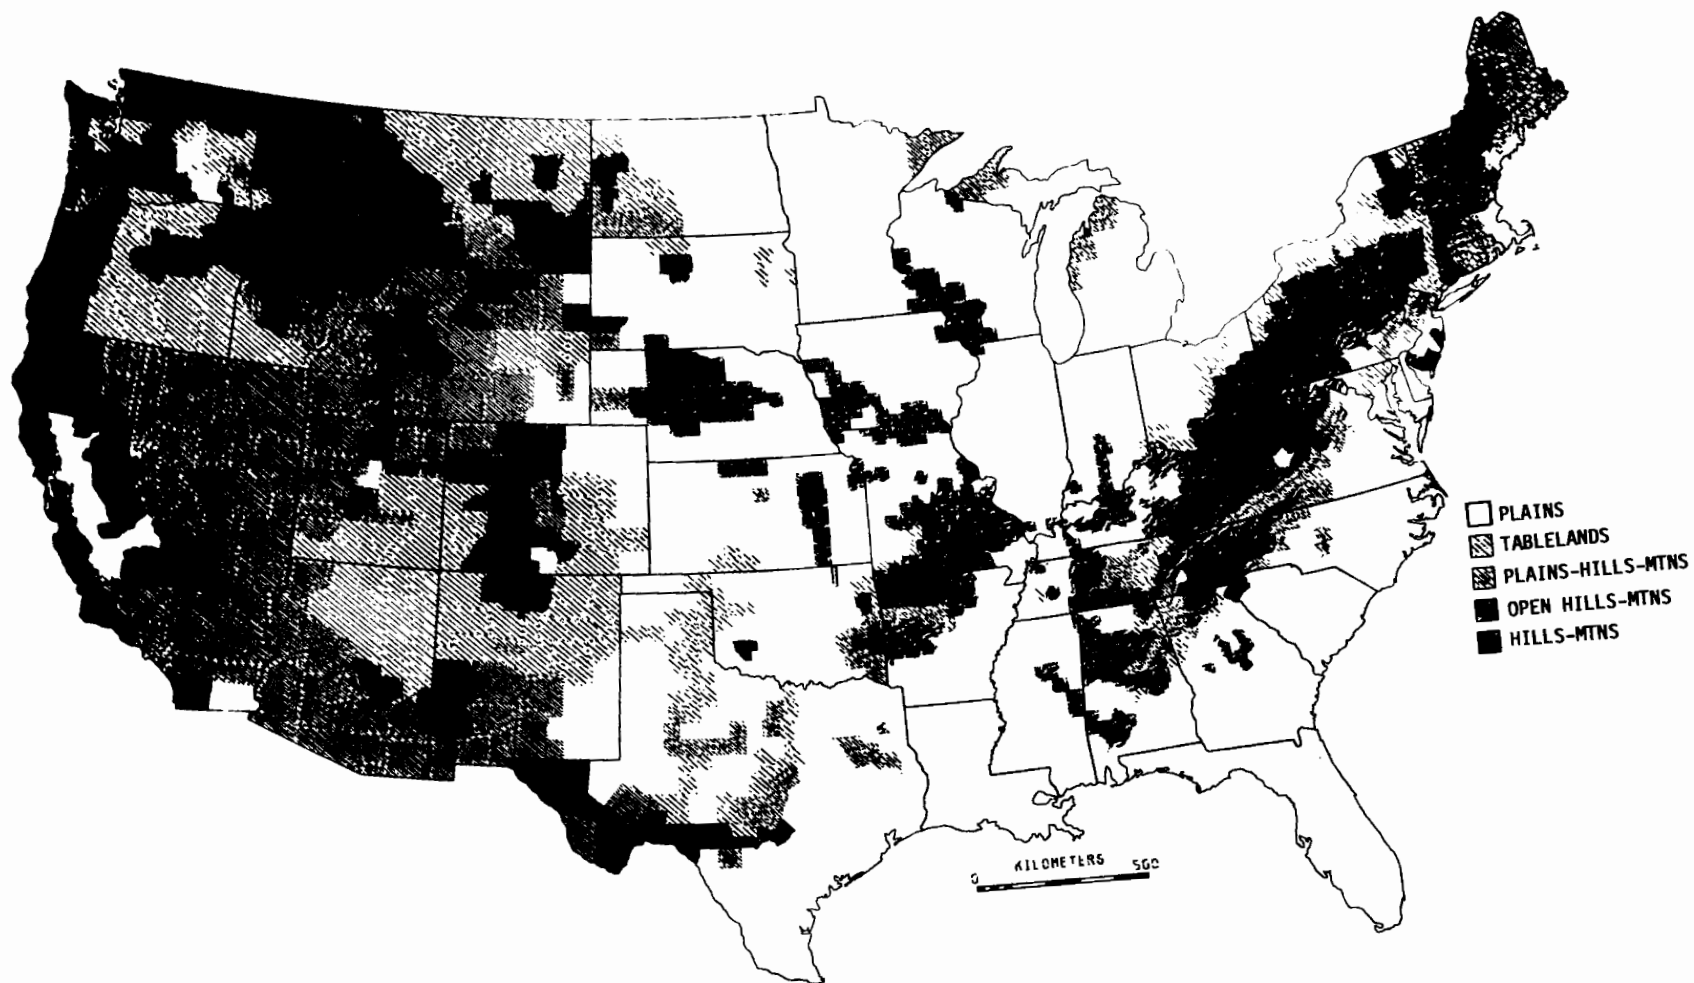 PLAINS
TABLELANDS
PLAINS-HILLS-MTNS
OPEN HILLS-MTNS
HILLS-MTNS
0 KILOMETERS 500